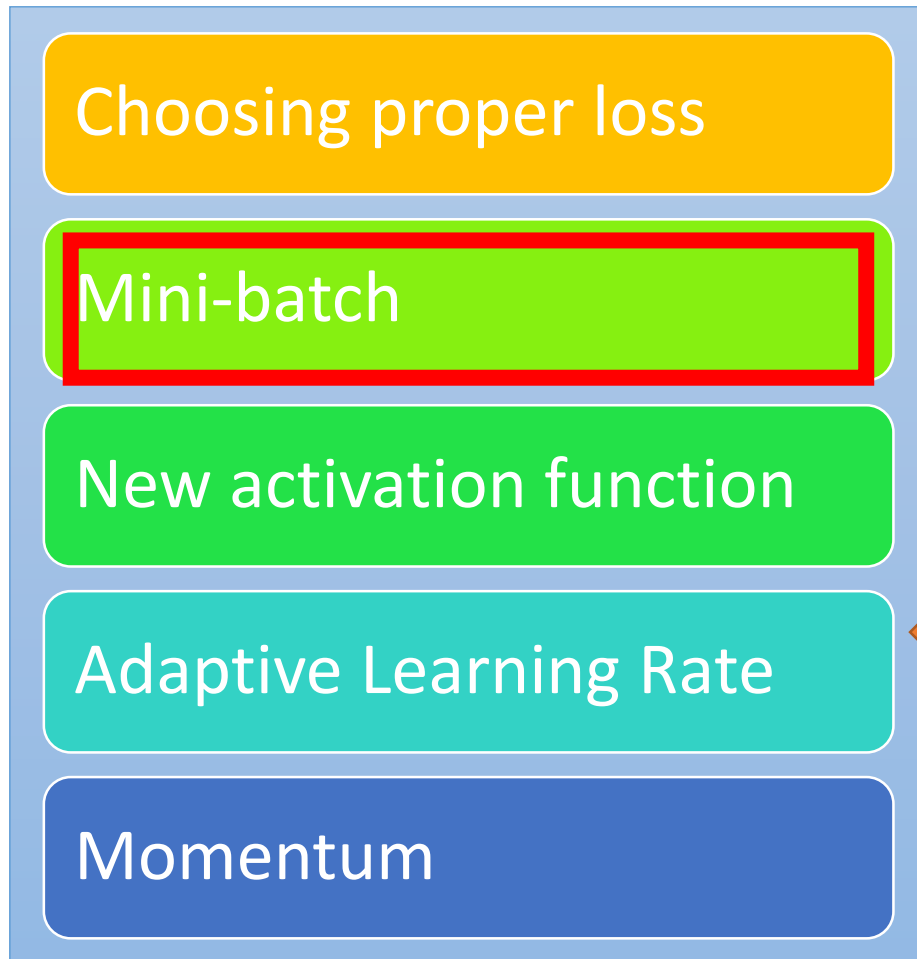 Choosing proper loss
Mini-batch
New activation function
Adaptive Learning Rate
Momentum